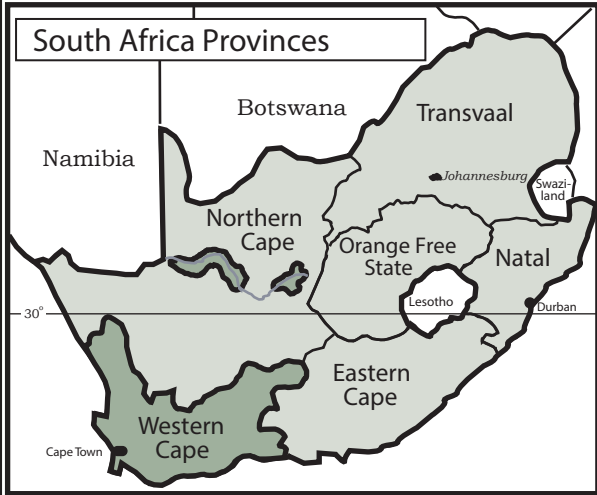 South Africa Provinces
Botswana
Transvaal
Namibia
Johannesburg
Swazi-
land
Northern
Cape
Orange Free
State
Natal
Lesotho
Durban
30°
Eastern
Cape
Western
Cape
Cape Town